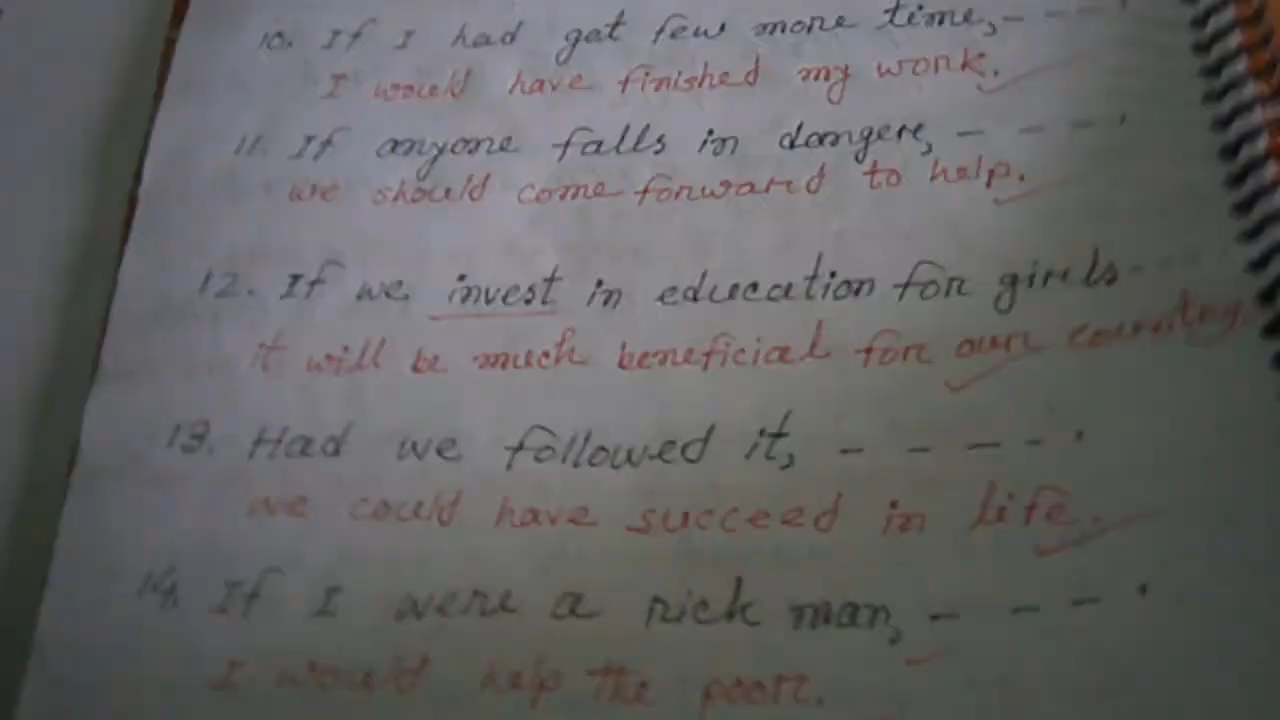 10. If I had got few more time, - - - - .
I would have finished my work.
11. If anyone falls in danger, - - - - .
we should come forward to help.
12. If we invest in education for girls - - -
it will be much beneficial for our country.
13. Had we followed it, - - - - .
we could have succeed in life.
14. If I were a rich man, - - - .
I would help the poor.